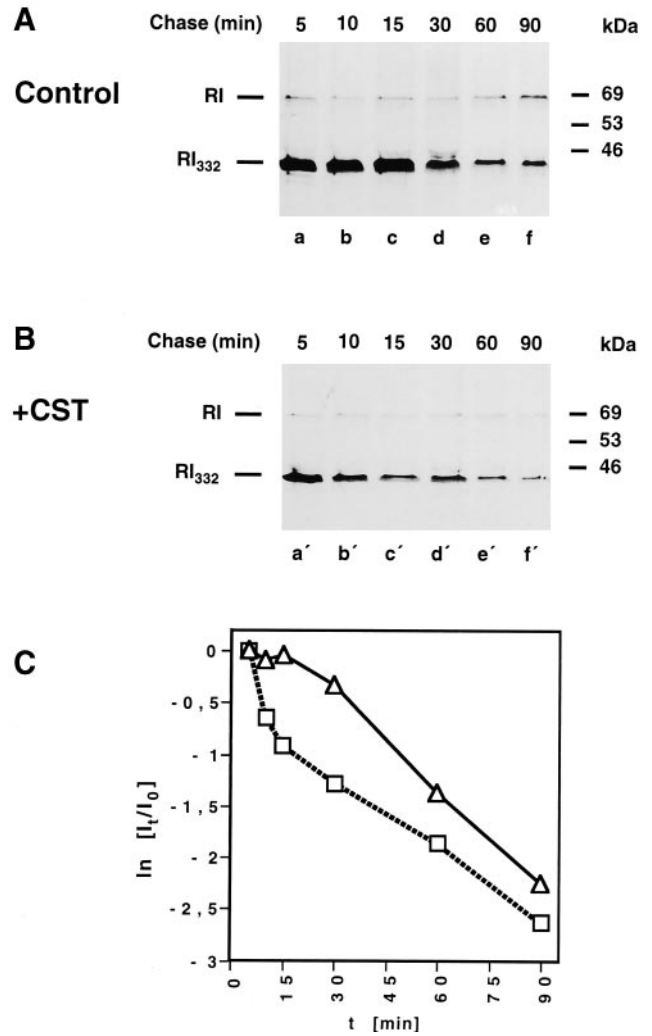 A
Chase (min) 5 10 15 30 60 90 kDa
Control
RI 69
53
46
RI332
a b c d e f
B
Chase (min) 5 10 15 30 60 90 kDa
+CST
RI 69
53
46
RI332
a´ b´ c´ d´ e´ f´
C
0
- 0,5
- 1
- 1,5
- 2
- 2,5
- 3
ln [It/I0]
0 15 30 45 60 75 90
t [min]